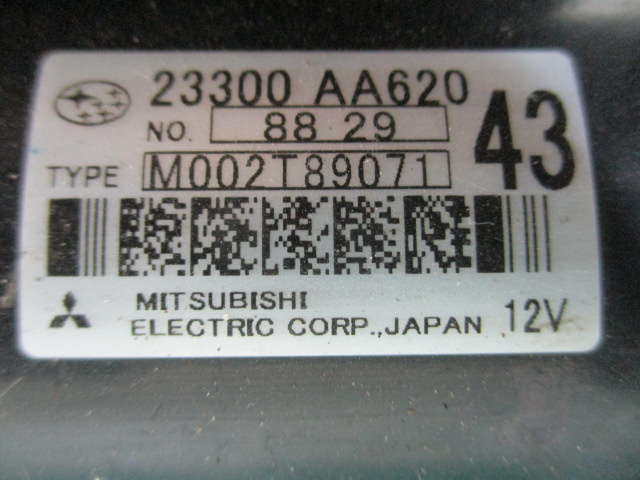 23300 AA620
43
NO. 88 29
TYPE M002T89071
MITSUBISHI
ELECTRIC CORP.,JAPAN 12V